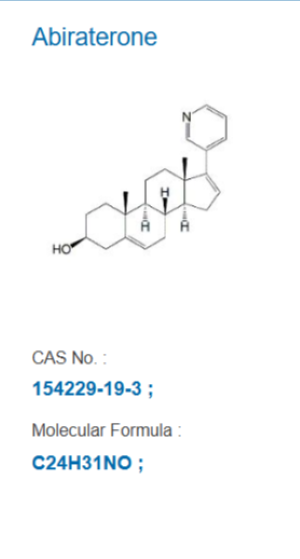 Abiraterone
N
H
H
H
HO
CAS No. :
154229-19-3 ;
Molecular Formula :
C24H31NO ;